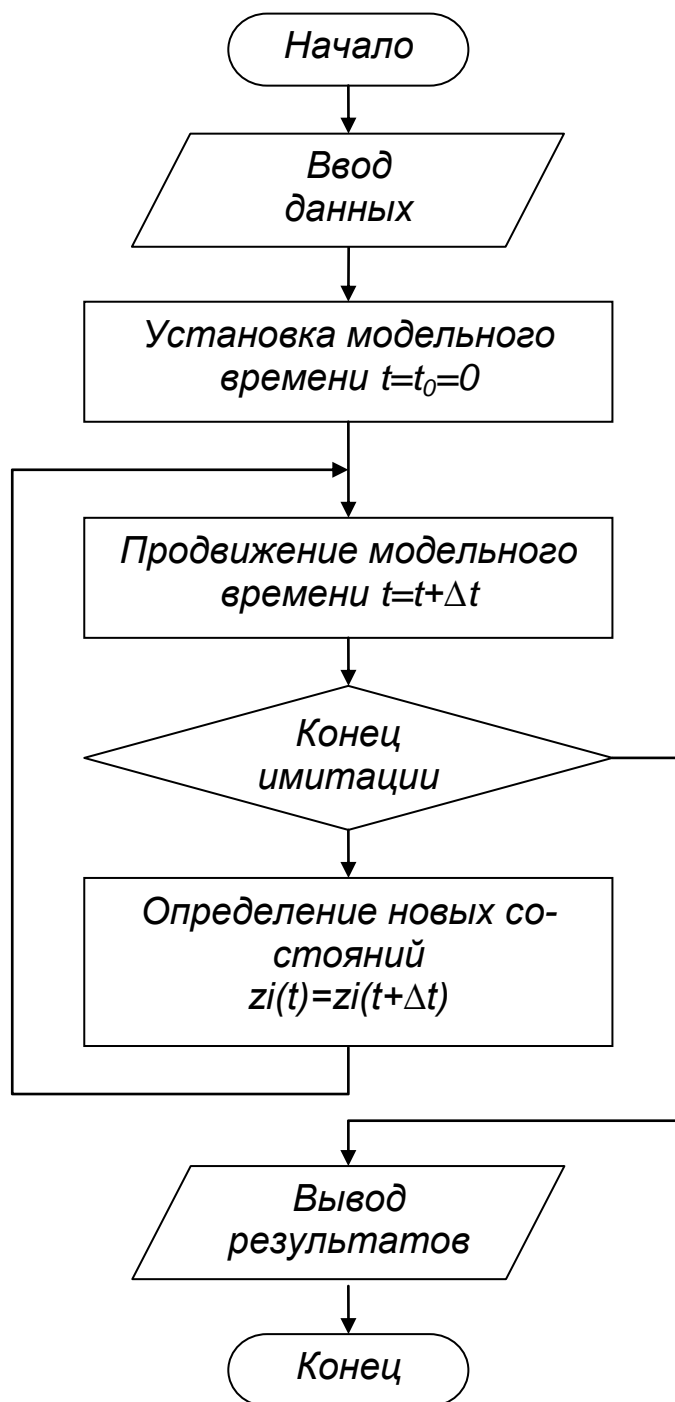 Начало
Ввод
данных
Установка модельного
времени t=t₀=0
Продвижение модельного
времени t=t+∆t
Конец
имитации
Определение новых со-
стояний
zi(t)=zi(t+∆t)
Вывод
результатов
Конец